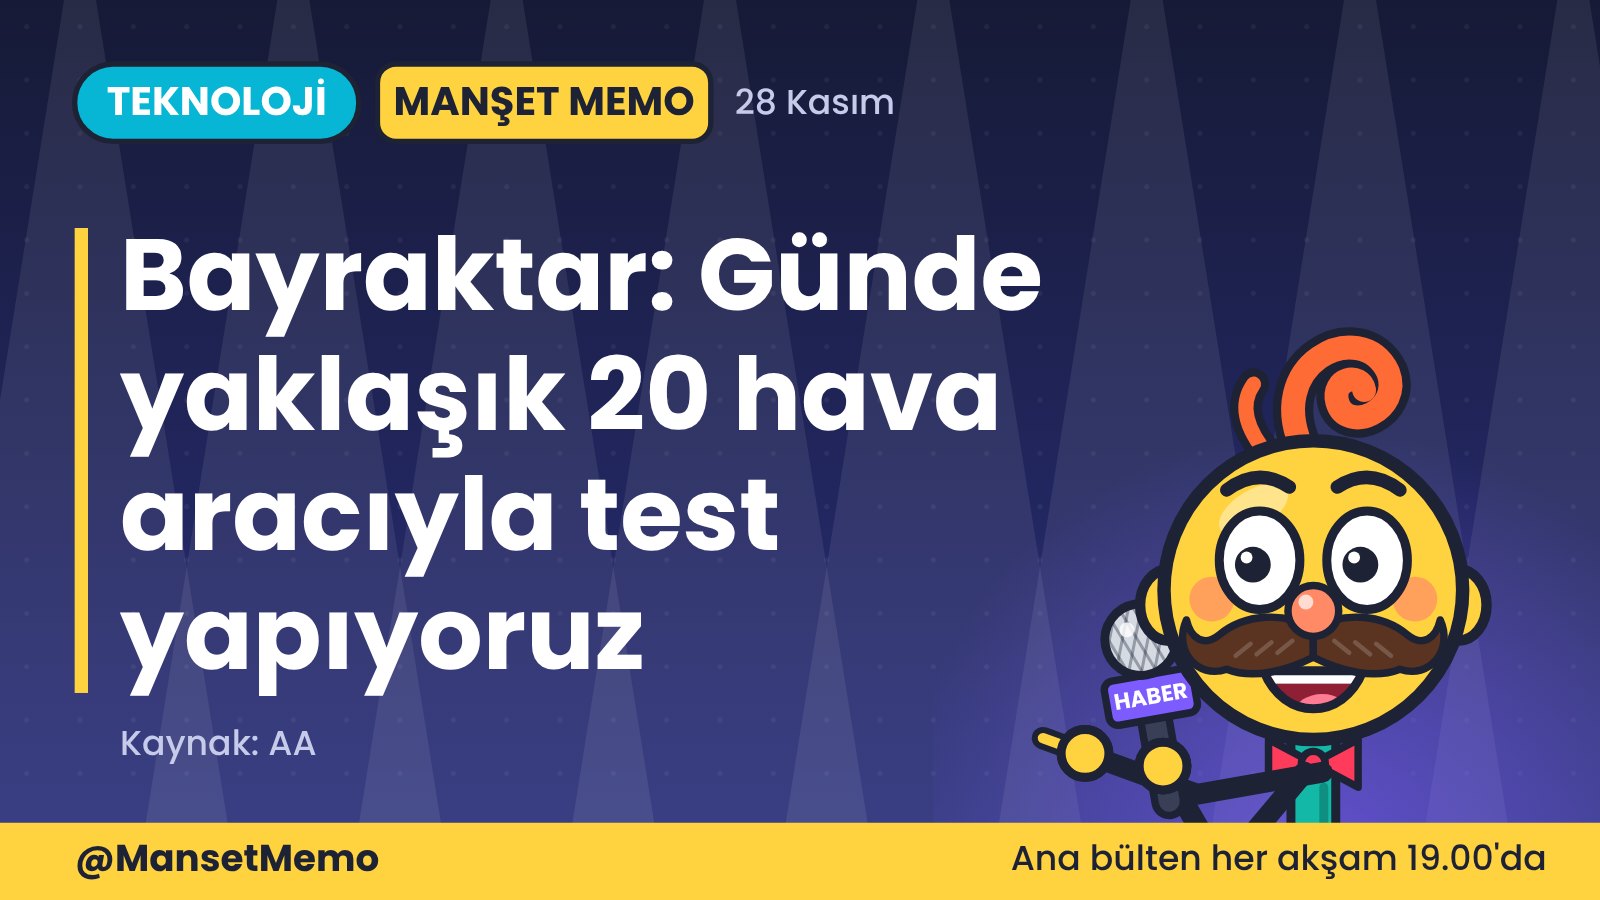 TEKNOLOJİ
MANŞET MEMO
28 Kasım
Bayraktar: Günde
yaklaşık 20 hava
aracıyla test
yapıyoruz
Kaynak: AA
HABER
@MansetMemo
Ana bülten her akşam 19.00'da